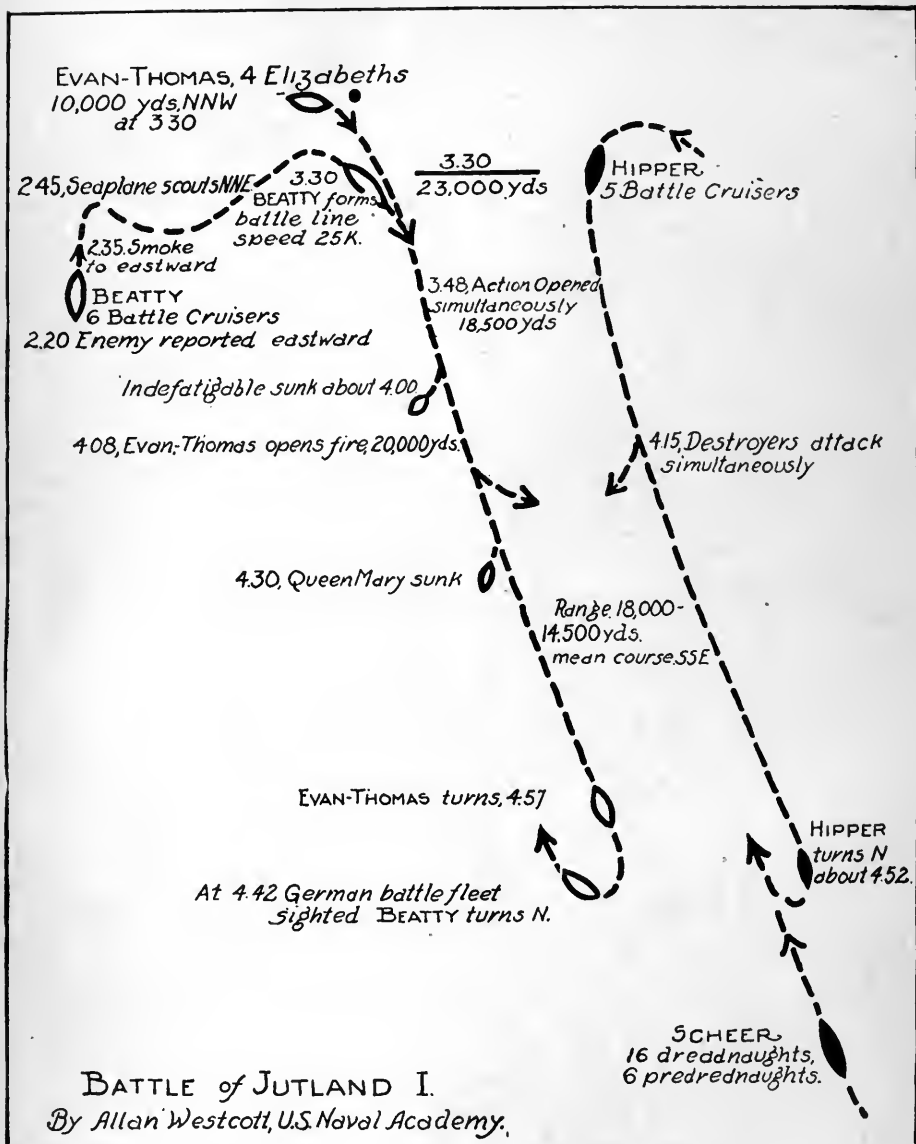 EVAN-THOMAS, 4 Elizabeths
10,000 yds. NNW
at 3 30
2 45, Seaplane scouts NNE
3.30
BEATTY forms
battle line
speed 25K.
3.30
23,000 yds
HIPPER
5 Battle Cruisers
2.35. Smoke
to eastward
BEATTY
6 Battle Cruisers
2.20 Enemy reported eastward
3.48, Action Opened
simultaneously
18,500 yds
Indefatigable sunk about 4.00
4 08, Evan-Thomas opens fire, 20,000 yds.
4.15, Destroyers attack
simultaneously
4.30, Queen Mary sunk
Range 18,000-
14.500 yds.
mean course SSE
EVAN-THOMAS turns, 4.57
HIPPER
turns N
about 4.52.
At 4.42 German battle fleet
sighted BEATTY turns N.
SCHEER
16 dreadnaughts,
6 predrednaughts.
BATTLE of JUTLAND I.
By Allan Westcott, U.S. Naval Academy.